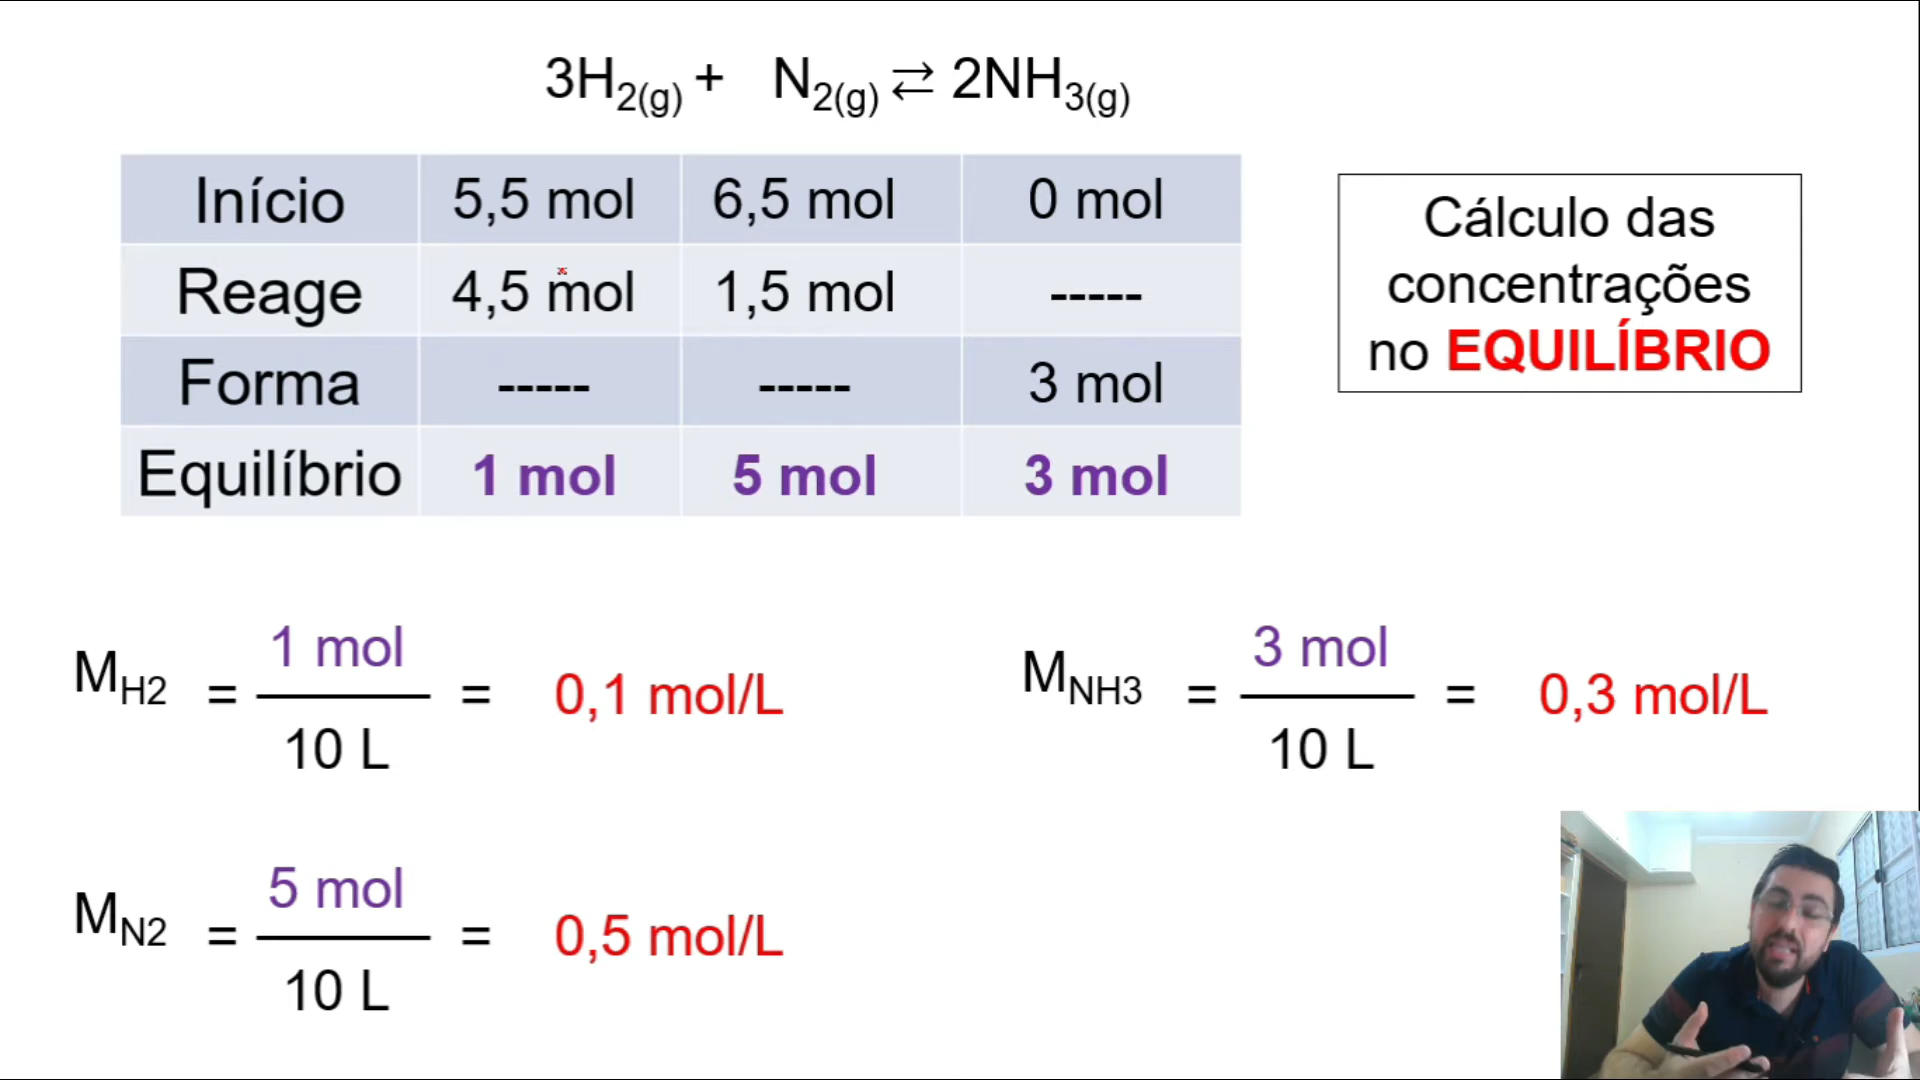 3H2(g) + N2(g) ⇄ 2NH3(g)
Início 5,5 mol 6,5 mol 0 mol
Reage 4,5 mol 1,5 mol -----
Forma ----- ----- 3 mol
Equilíbrio 1 mol 5 mol 3 mol
Cálculo das
concentrações
no EQUILÍBRIO
MH2 = 1 mol / 10 L = 0,1 mol/L
MNH3 = 3 mol / 10 L = 0,3 mol/L
MN2 = 5 mol / 10 L = 0,5 mol/L